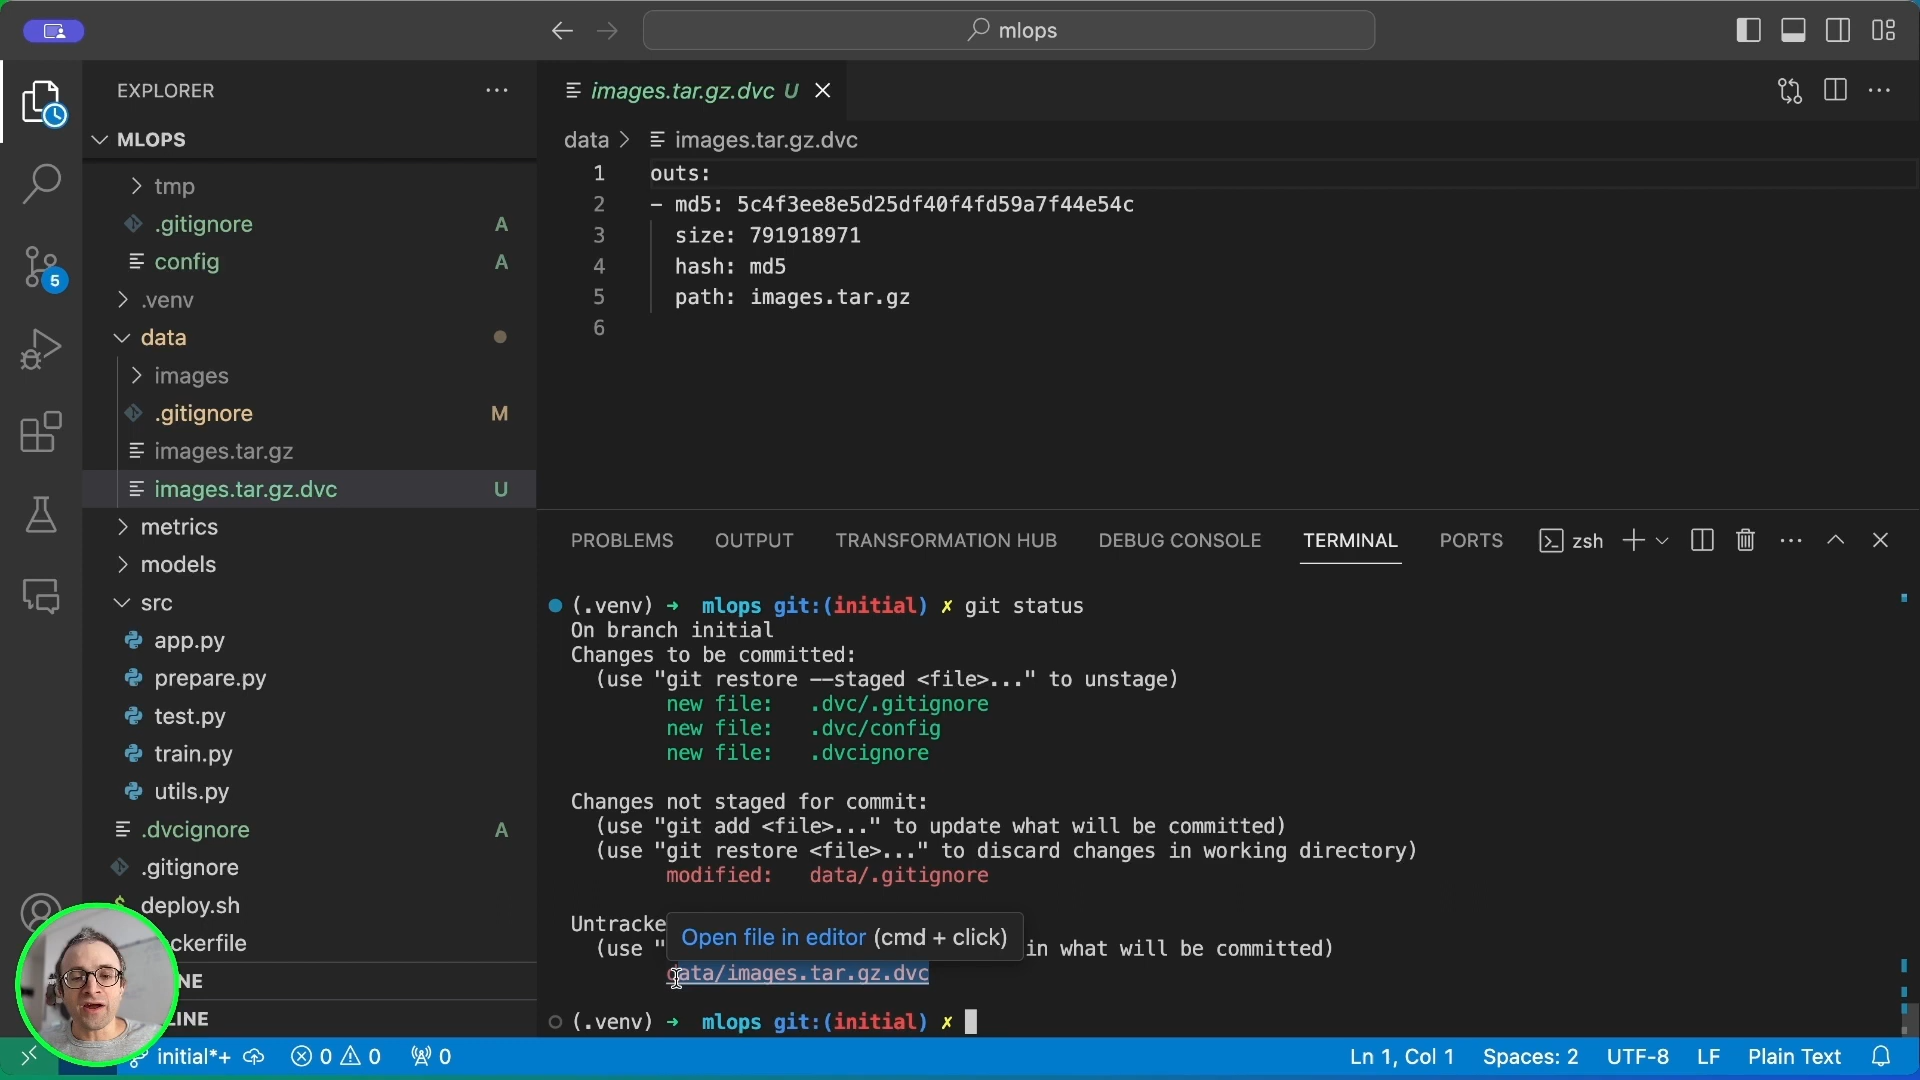 mlops
EXPLORER
MLOPS
tmp
.gitignore A
config A
.venv
data
images
.gitignore M
images.tar.gz
images.tar.gz.dvc U
metrics
models
src
app.py
prepare.py
test.py
train.py
utils.py
.dvcignore A
.gitignore
deploy.sh
ckerfile
NE
LINE
5
images.tar.gz.dvc U
data > images.tar.gz.dvc
1 outs:
2 - md5: 5c4f3ee8e5d25df40f4fd59a7f44e54c
3 size: 791918971
4 hash: md5
5 path: images.tar.gz
6
PROBLEMS OUTPUT TRANSFORMATION HUB DEBUG CONSOLE TERMINAL PORTS zsh
(.venv) → mlops git:(initial) ✗ git status
On branch initial
Changes to be committed:
(use "git restore --staged <file>..." to unstage)
new file: .dvc/.gitignore
new file: .dvc/config
new file: .dvcignore
Changes not staged for commit:
(use "git add <file>..." to update what will be committed)
(use "git restore <file>..." to discard changes in working directory)
modified: data/.gitignore
Untracke
Open file in editor (cmd + click)
(use " in what will be committed)
data/images.tar.gz.dvc
(.venv) → mlops git:(initial) ✗
initial*+ 0 0 0 Ln 1, Col 1 Spaces: 2 UTF-8 LF Plain Text